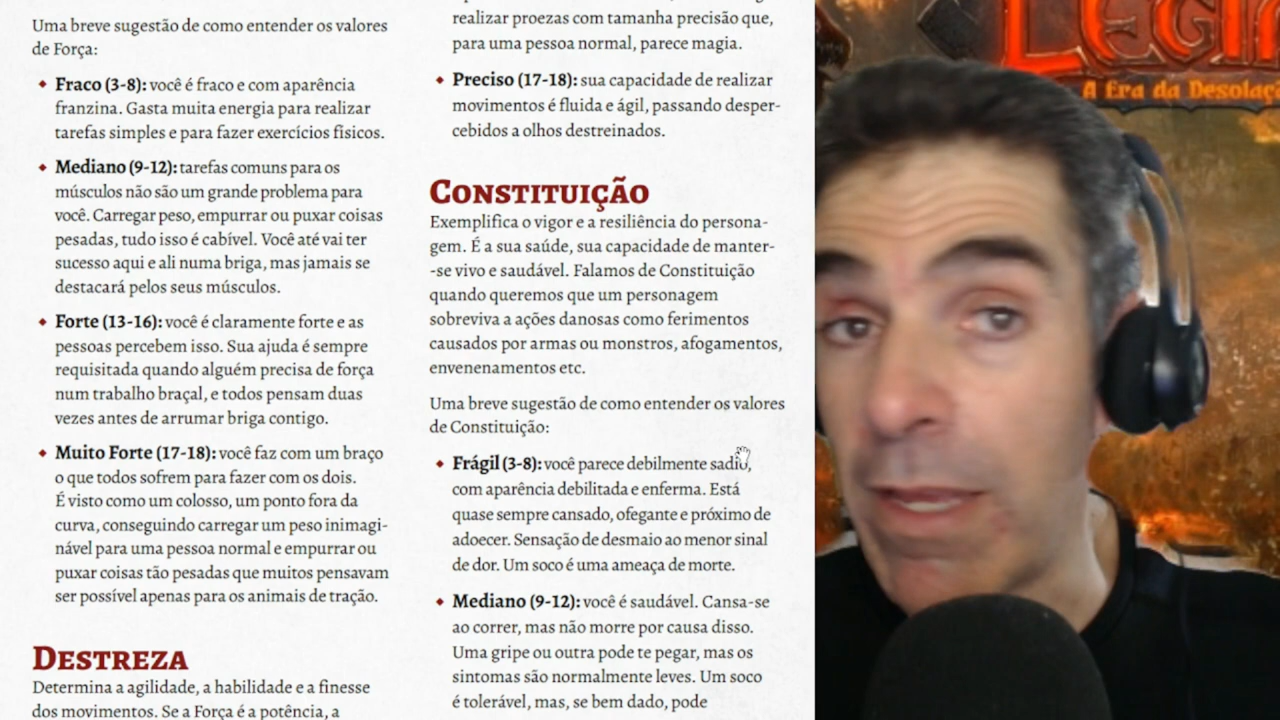 Uma breve sugestão de como entender os valores
de Força:
Fraco (3-8): você é fraco e com aparência
franzina. Gasta muita energia para realizar
tarefas simples e para fazer exercícios físicos.
Mediano (9-12): tarefas comuns para os
músculos não são um grande problema para
você. Carregar peso, empurrar ou puxar coisas
pesadas, tudo isso é cabível. Você até vai ter
sucesso aqui e ali numa briga, mas jamais se
destacará pelos seus músculos.
Forte (13-16): você é claramente forte e as
pessoas percebem isso. Sua ajuda é sempre
requisitada quando alguém precisa de força
num trabalho braçal, e todos pensam duas
vezes antes de arrumar briga contigo.
Muito Forte (17-18): você faz com um braço
o que todos sofrem para fazer com os dois.
É visto como um colosso, um ponto fora da
curva, conseguindo carregar um peso inimagi-
nável para uma pessoa normal e empurrar ou
puxar coisas tão pesadas que muitos pensavam
ser possível apenas para os animais de tração.
Destreza
Determina a agilidade, a habilidade e a finesse
dos movimentos. Se a Força é a potência, a
realizar proezas com tamanha precisão que,
para uma pessoa normal, parece magia.
Preciso (17-18): sua capacidade de realizar
movimentos é fluida e ágil, passando desper-
cebidos a olhos destreinados.
Constituição
Exemplifica o vigor e a resiliência do persona-
gem. É a sua saúde, sua capacidade de manter-
-se vivo e saudável. Falamos de Constituição
quando queremos que um personagem
sobreviva a ações danosas como ferimentos
causados por armas ou monstros, afogamentos,
envenenamentos etc.
Uma breve sugestão de como entender os valores
de Constituição:
Frágil (3-8): você parece debilmente sadio,
com aparência debilitada e enferma. Está
quase sempre cansado, ofegante e próximo de
adoecer. Sensação de desmaio ao menor sinal
de dor. Um soco é uma ameaça de morte.
Mediano (9-12): você é saudável. Cansa-se
ao correr, mas não morre por causa disso.
Uma gripe ou outra pode te pegar, mas os
sintomas são normalmente leves. Um soco
é tolerável, mas, se bem dado, pode
A Era da Desolaç